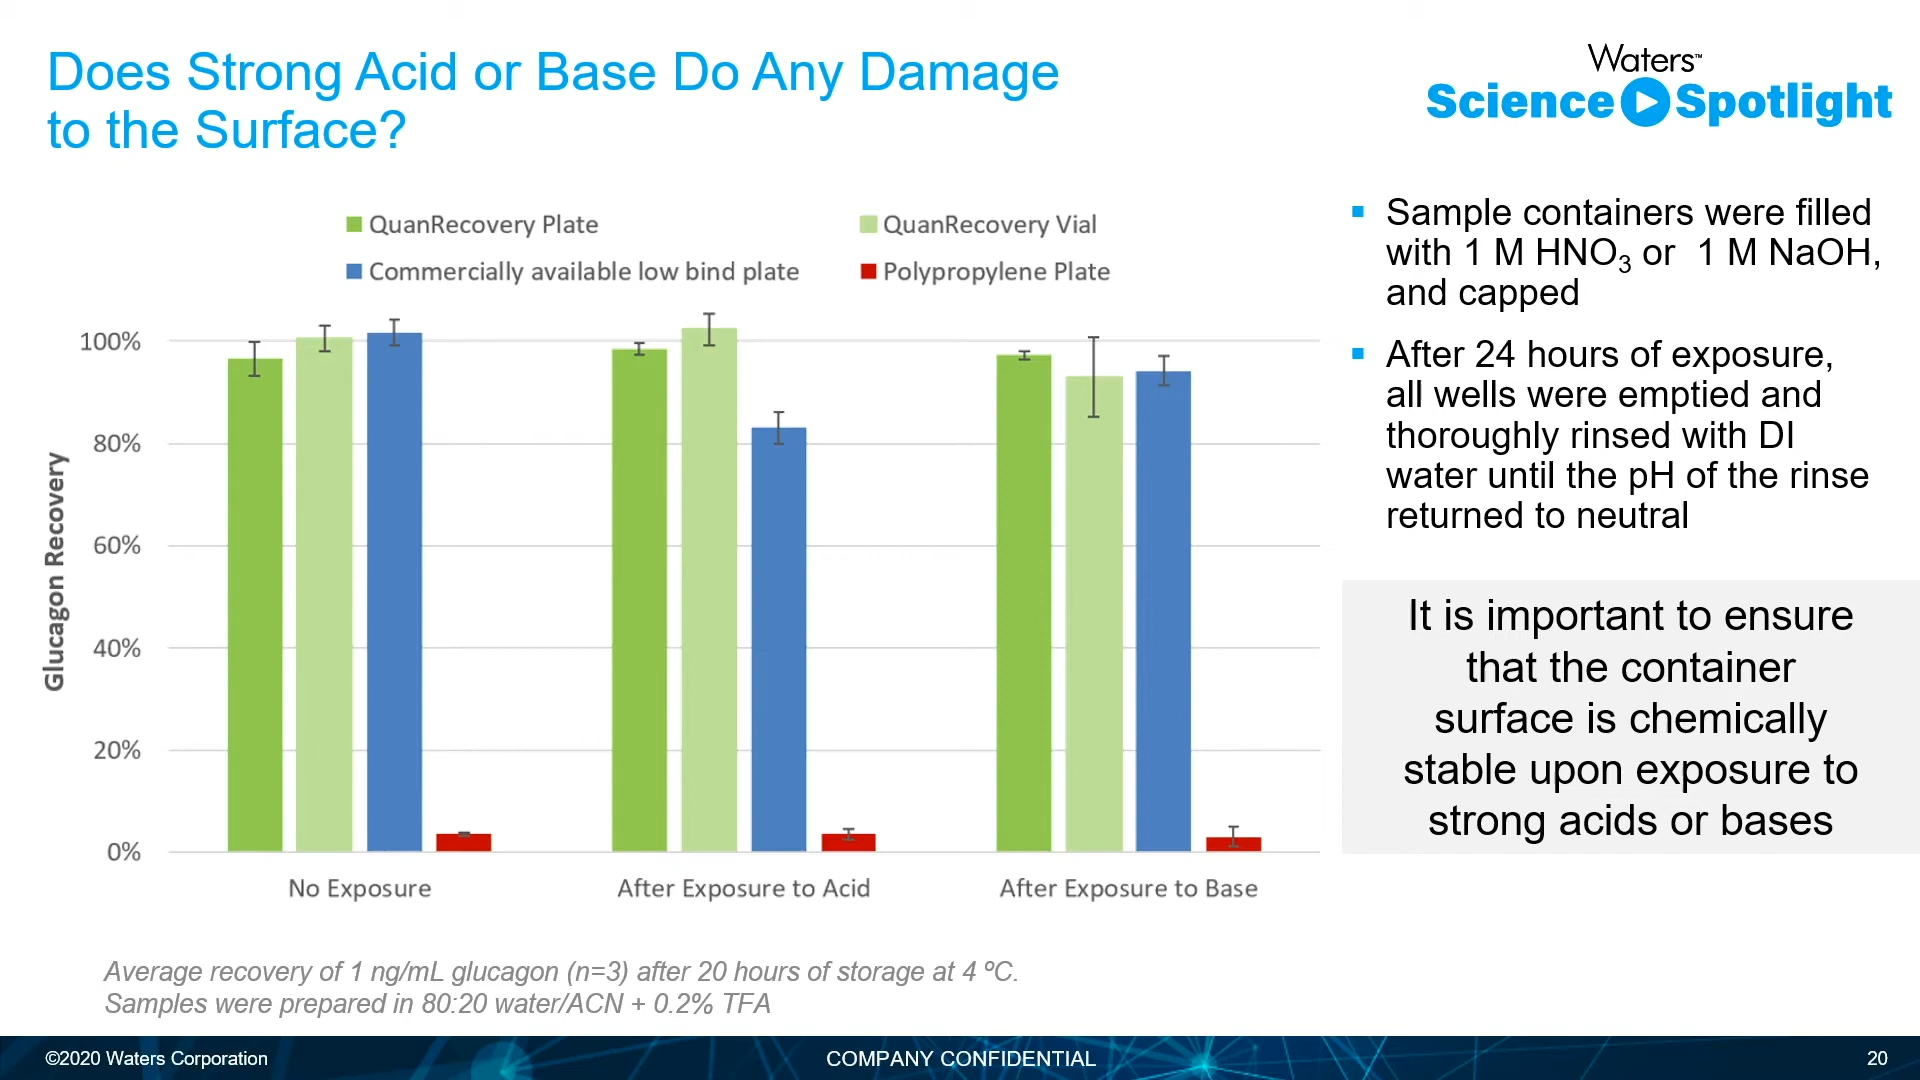 Does Strong Acid or Base Do Any Damage
to the Surface?
Waters™
Science Spotlight
QuanRecovery Plate
QuanRecovery Vial
Commercially available low bind plate
Polypropylene Plate
Glucagon Recovery
100%
80%
60%
40%
20%
0%
No Exposure
After Exposure to Acid
After Exposure to Base
Average recovery of 1 ng/mL glucagon (n=3) after 20 hours of storage at 4 ºC.
Samples were prepared in 80:20 water/ACN + 0.2% TFA
▪ Sample containers were filled
with 1 M HNO₃ or 1 M NaOH,
and capped
▪ After 24 hours of exposure,
all wells were emptied and
thoroughly rinsed with DI
water until the pH of the rinse
returned to neutral
It is important to ensure
that the container
surface is chemically
stable upon exposure to
strong acids or bases
©2020 Waters Corporation
COMPANY CONFIDENTIAL
20